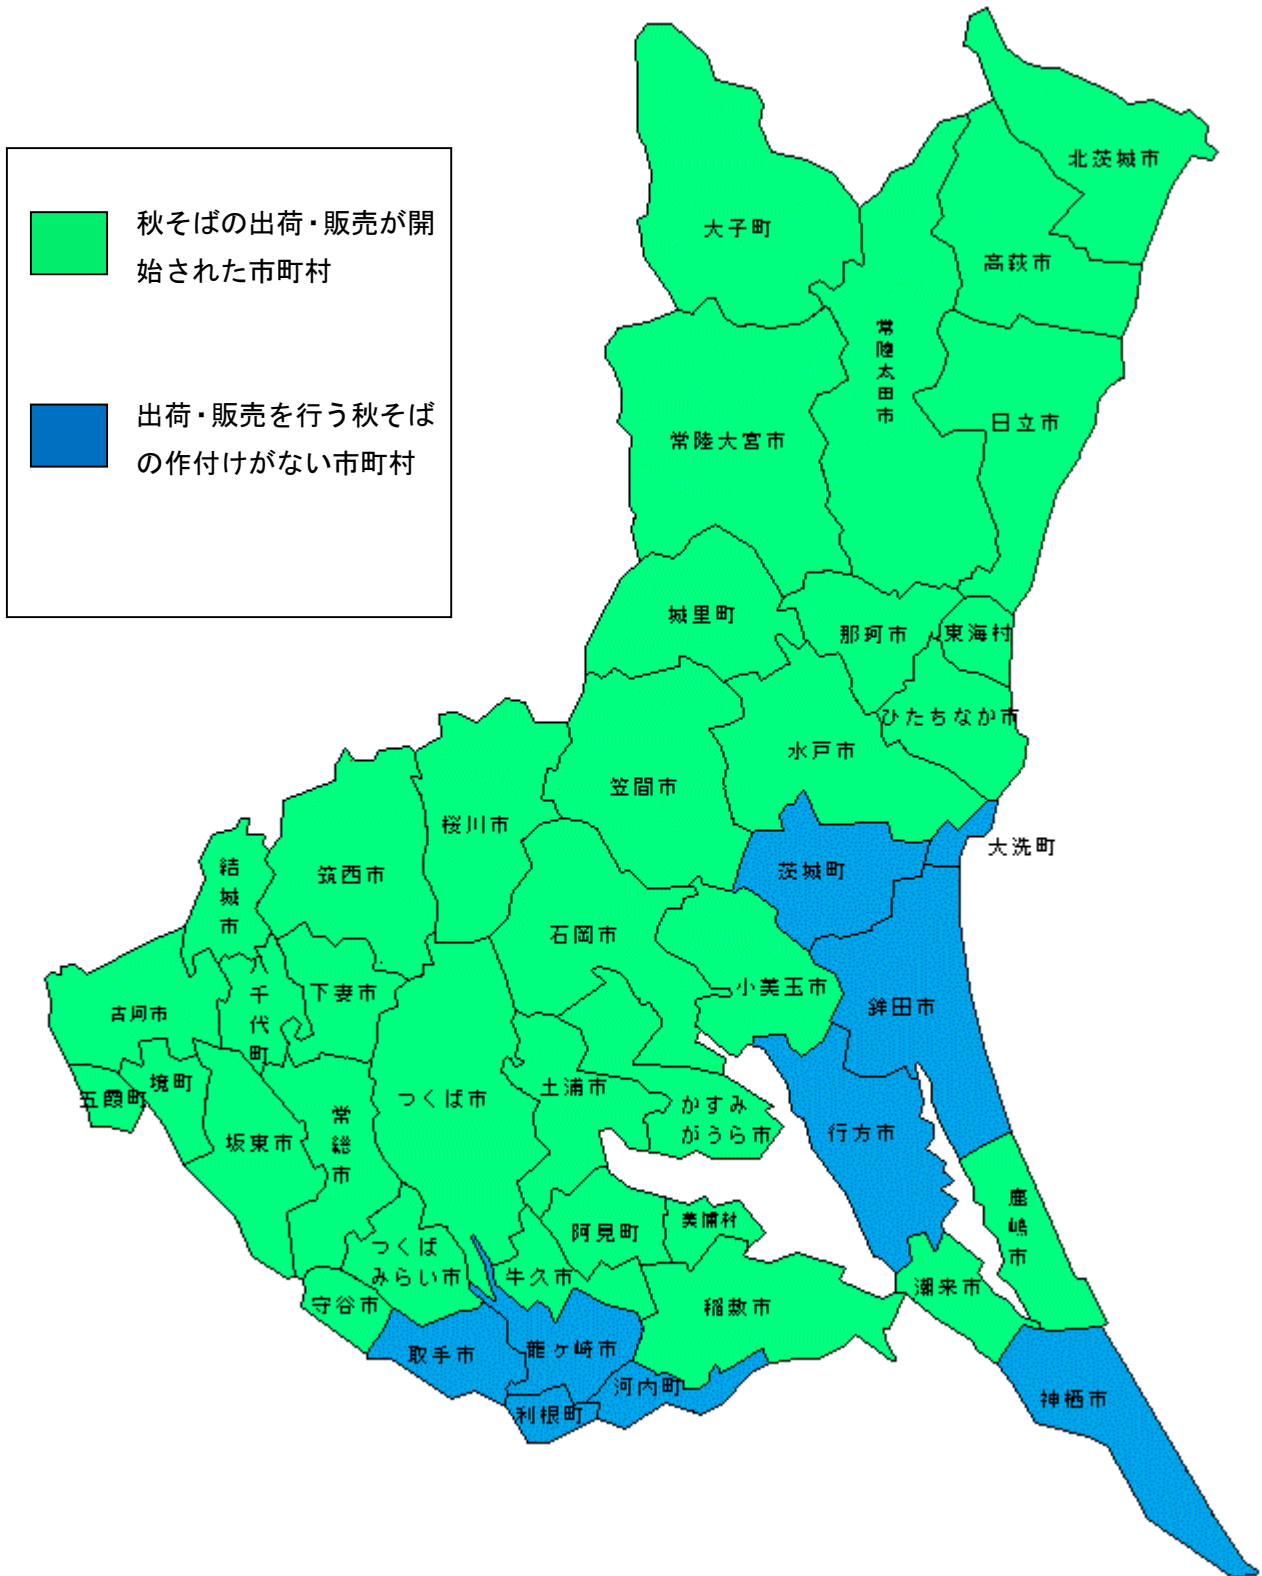 秋そばの出荷・販売が開
始された市町村
出荷・販売を行う秋そば
の作付けがない市町村
北茨城市
大子町
高萩市
常陸太田市
日立市
常陸大宮市
城里町
那珂市
東海村
ひたちなか市
水戸市
笠間市
桜川市
大洗町
茨城町
筑西市
結城市
石岡市
小美玉市
鉾田市
下妻市
八千代町
古河市
境町
五霞町
つくば市
土浦市
かすみ
がうら市
坂東市
常総市
行方市
鹿嶋市
美浦村
阿見町
つくば
みらい市
牛久市
潮来市
守谷市
稲敷市
取手市
龍ヶ崎市
河内町
利根町
神栖市